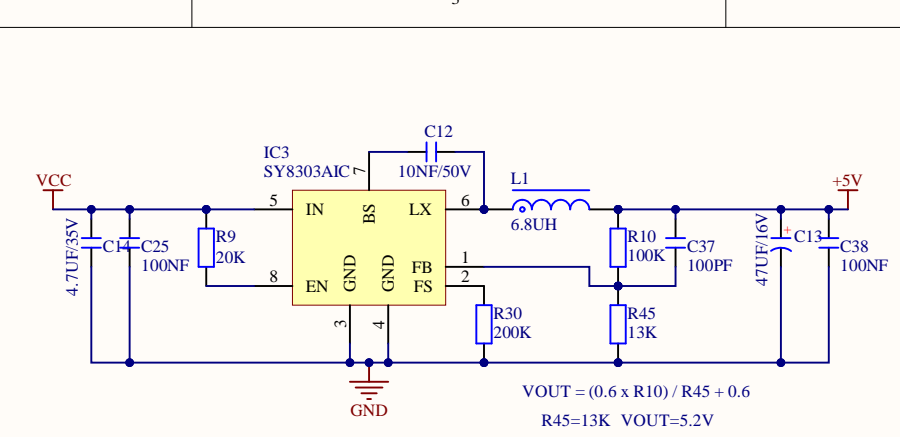 C12
IC3
SY8303AIC
7
10NF/50V
VCC
L1
+5V
5
IN
BS
LX
6
6.8UH
4.7UF/35V
C14
C25
100NF
R9
20K
R10
100K
C37
100PF
47UF/16V
+
C13
C38
100NF
8
EN
GND
GND
FB
1
FS
2
3
4
R30
200K
R45
13K
GND
VOUT = (0.6 x R10) / R45 + 0.6
R45=13K VOUT=5.2V